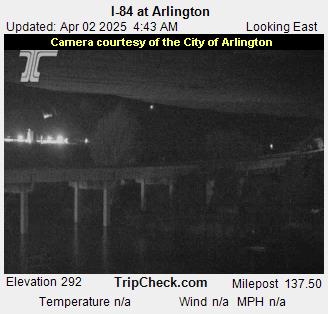 I-84 at Arlington
Updated: Apr 02 2025 4:43 AM Looking East
Camera courtesy of the City of Arlington
Elevation 292 TripCheck.com Milepost 137.50
Temperature n/a Wind n/a MPH n/a